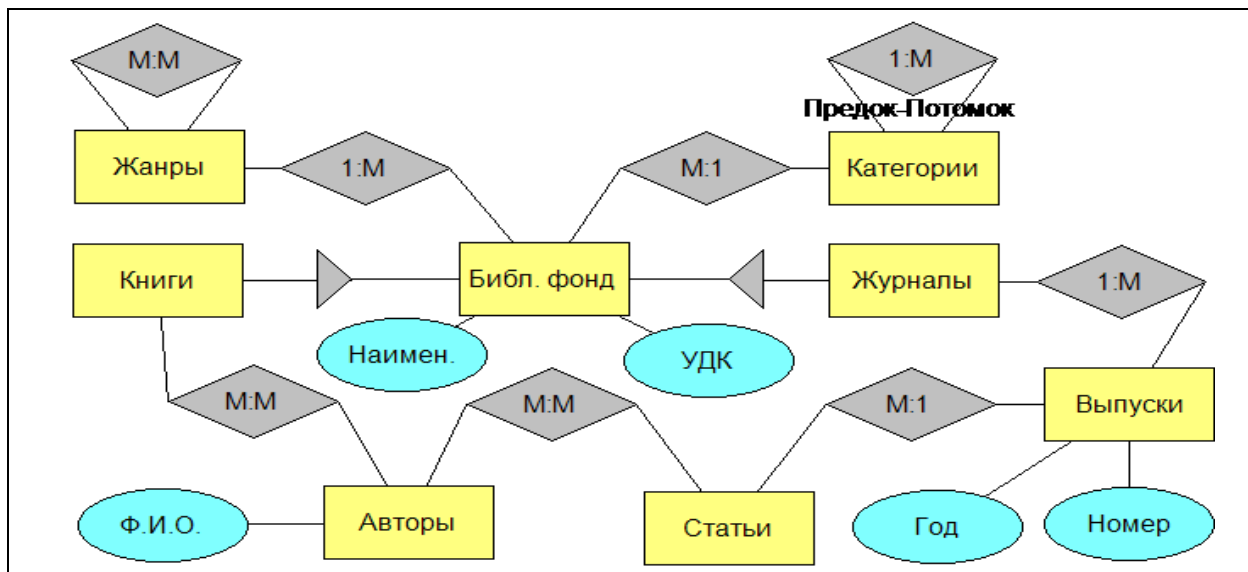 М:М
1:М
Предок-Потомок
Жанры
1:М
М:1
Категории
Книги
Библ. фонд
Журналы
1:М
Наимен.
УДК
М:М
М:М
М:1
Выпуски
Ф.И.О.
Авторы
Статьи
Год
Номер